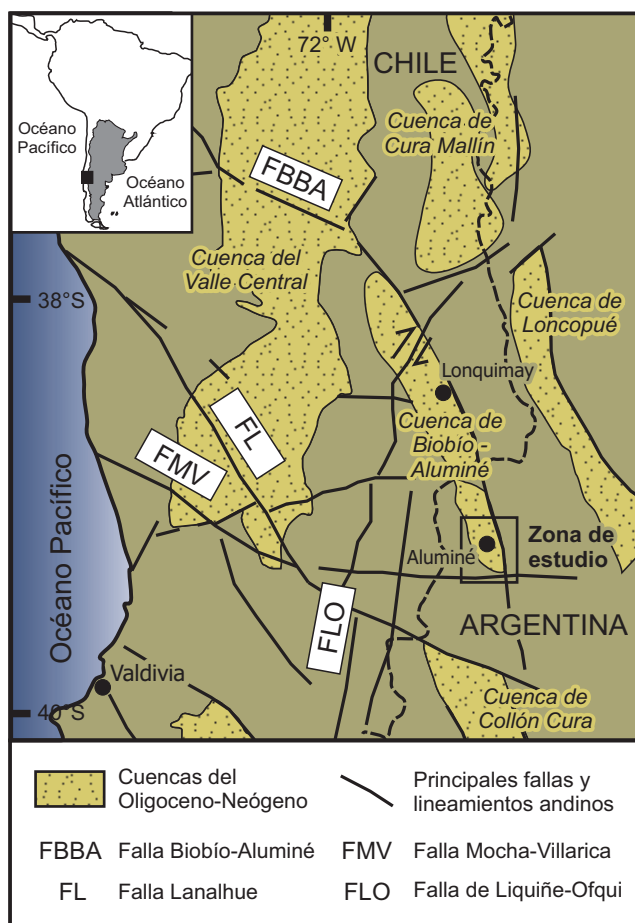 72° W
CHILE
Océano
Pacífico
Océano
Atlántico
Cuenca de
Cura Mallín
FBBA
Cuenca del
Valle Central
38°S
Cuenca de
Loncopué
Lonquimay
Cuenca de
Biobío -
Aluminé
FL
FMV
Océano Pacífico
Zona de
estudio
Aluminé
FLO
ARGENTINA
Valdivia
Cuenca de
Collón Cura
40°S
Cuencas del
Oligoceno-Neógeno
Principales fallas y
lineamientos andinos
FBBA Falla Biobío-Aluminé
FMV Falla Mocha-Villarica
FL Falla Lanalhue
FLO Falla de Liquiñe-Ofqui